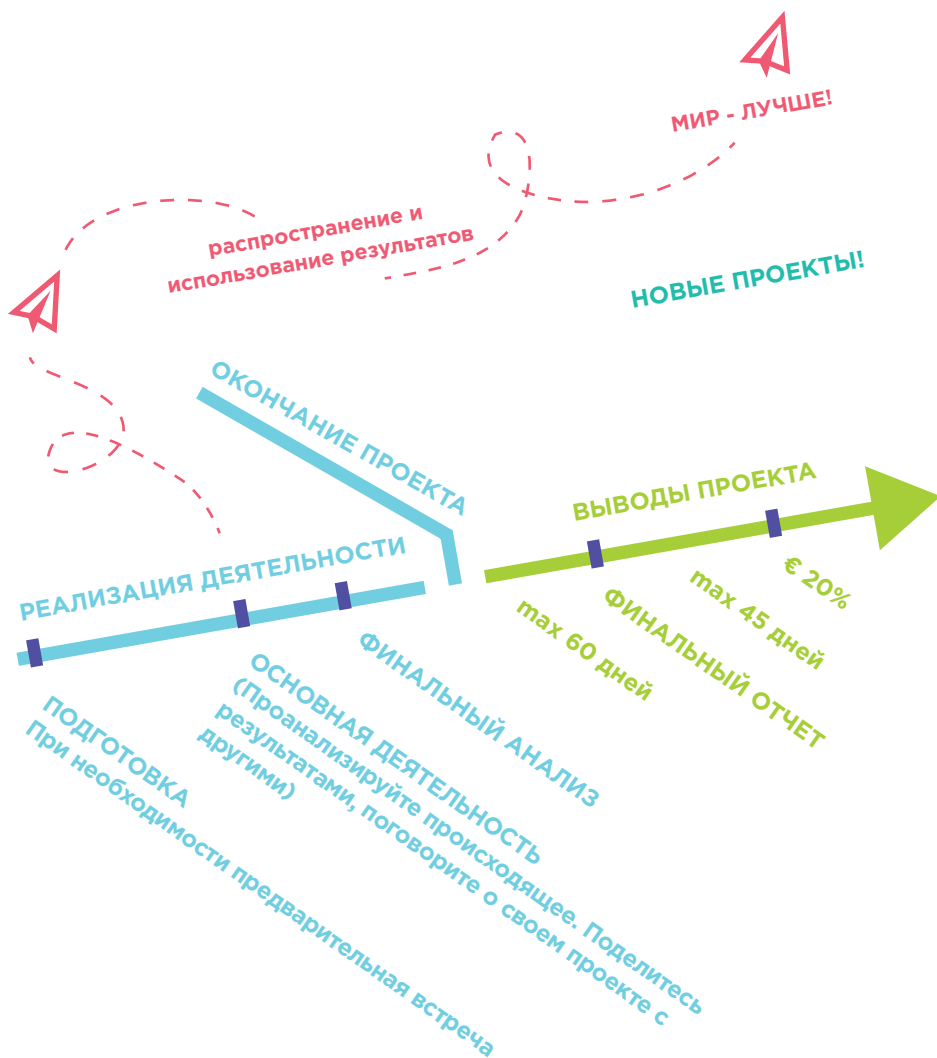 МИР - ЛУЧШЕ!
распространение и
использование результатов
НОВЫЕ ПРОЕКТЫ!
ОКОНЧАНИЕ ПРОЕКТА
ВЫВОДЫ ПРОЕКТА
РЕАЛИЗАЦИЯ ДЕЯТЕЛЬНОСТИ
ПОДГОТОВКА
При необходимости предварительная встреча
ОСНОВНАЯ ДЕЯТЕЛЬНОСТЬ
(Проанализируйте происходящее. Поделитесь
результатами, поговорите о своем проекте с
другими)
ФИНАЛЬНЫЙ АНАЛИЗ
max 60 дней
ФИНАЛЬНЫЙ ОТЧЕТ
max 45 дней
€ 20%